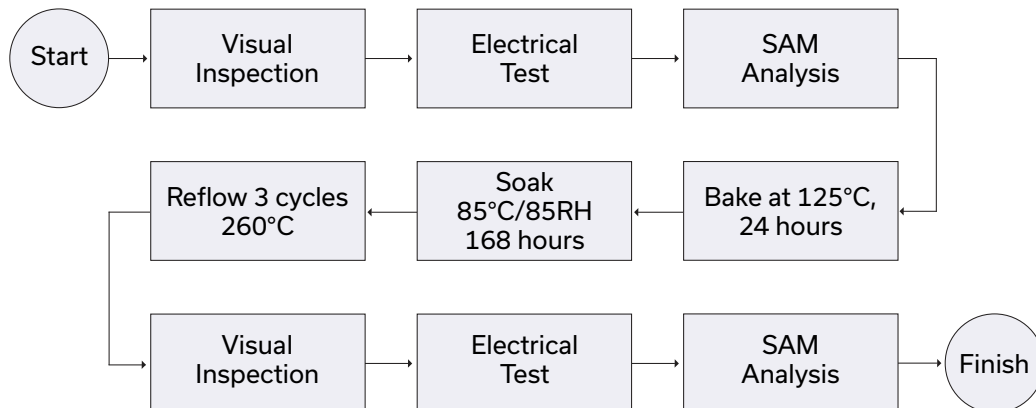 Start
Visual
Inspection
Electrical
Test
SAM
Analysis
Bake at 125°C,
24 hours
Soak
85°C/85RH
168 hours
Reflow 3 cycles
260°C
Visual
Inspection
Electrical
Test
SAM
Analysis
Finish